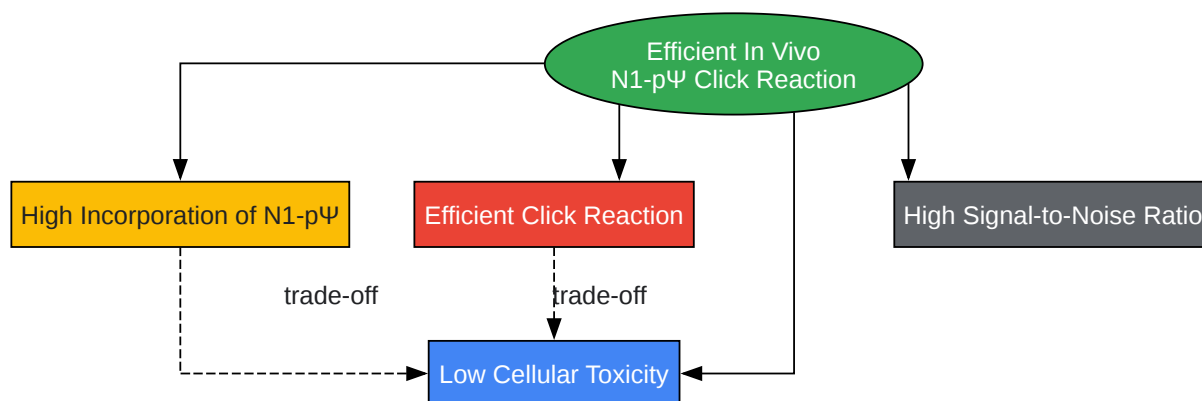 Efficient In Vivo
N1-pΨ Click Reaction
High Incorporation of N1-pΨ
Efficient Click Reaction
High Signal-to-Noise Ratio
trade-off
trade-off
Low Cellular Toxicity